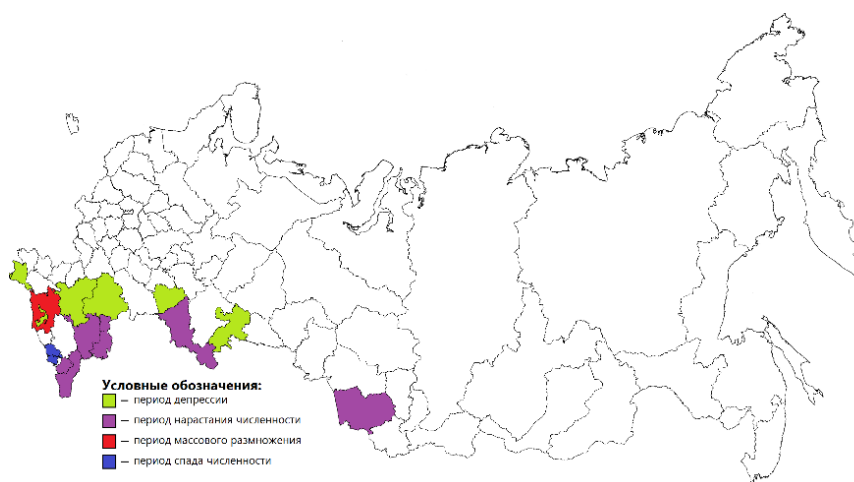 Условные обозначения:
— период депрессии
— период нарастания численности
— период массового размножения
— период спада численности